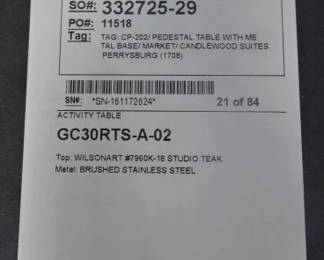 SO#: 332725-29
PO#: 11518
Tag: TAG: CP-202/ PEDESTAL TABLE WITH ME
TAL BASE/ MARKET/ CANDLEWOOD SUITES
PERRYSBURG (1708)
SN#: *SN-161172624* 21 of 84
ACTIVITY TABLE
GC30RTS-A-02
Top: WILSONART #7960K-18 STUDIO TEAK
Metal: BRUSHED STAINLESS STEEL